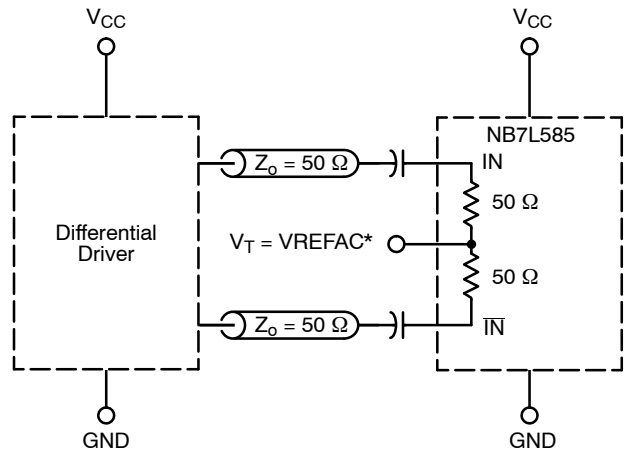 VCC
VCC
NB7L585
Zo = 50 Ω
IN
50 Ω
Differential
Driver
VT = VREFAC*
50 Ω
Zo = 50 Ω
IN
GND
GND